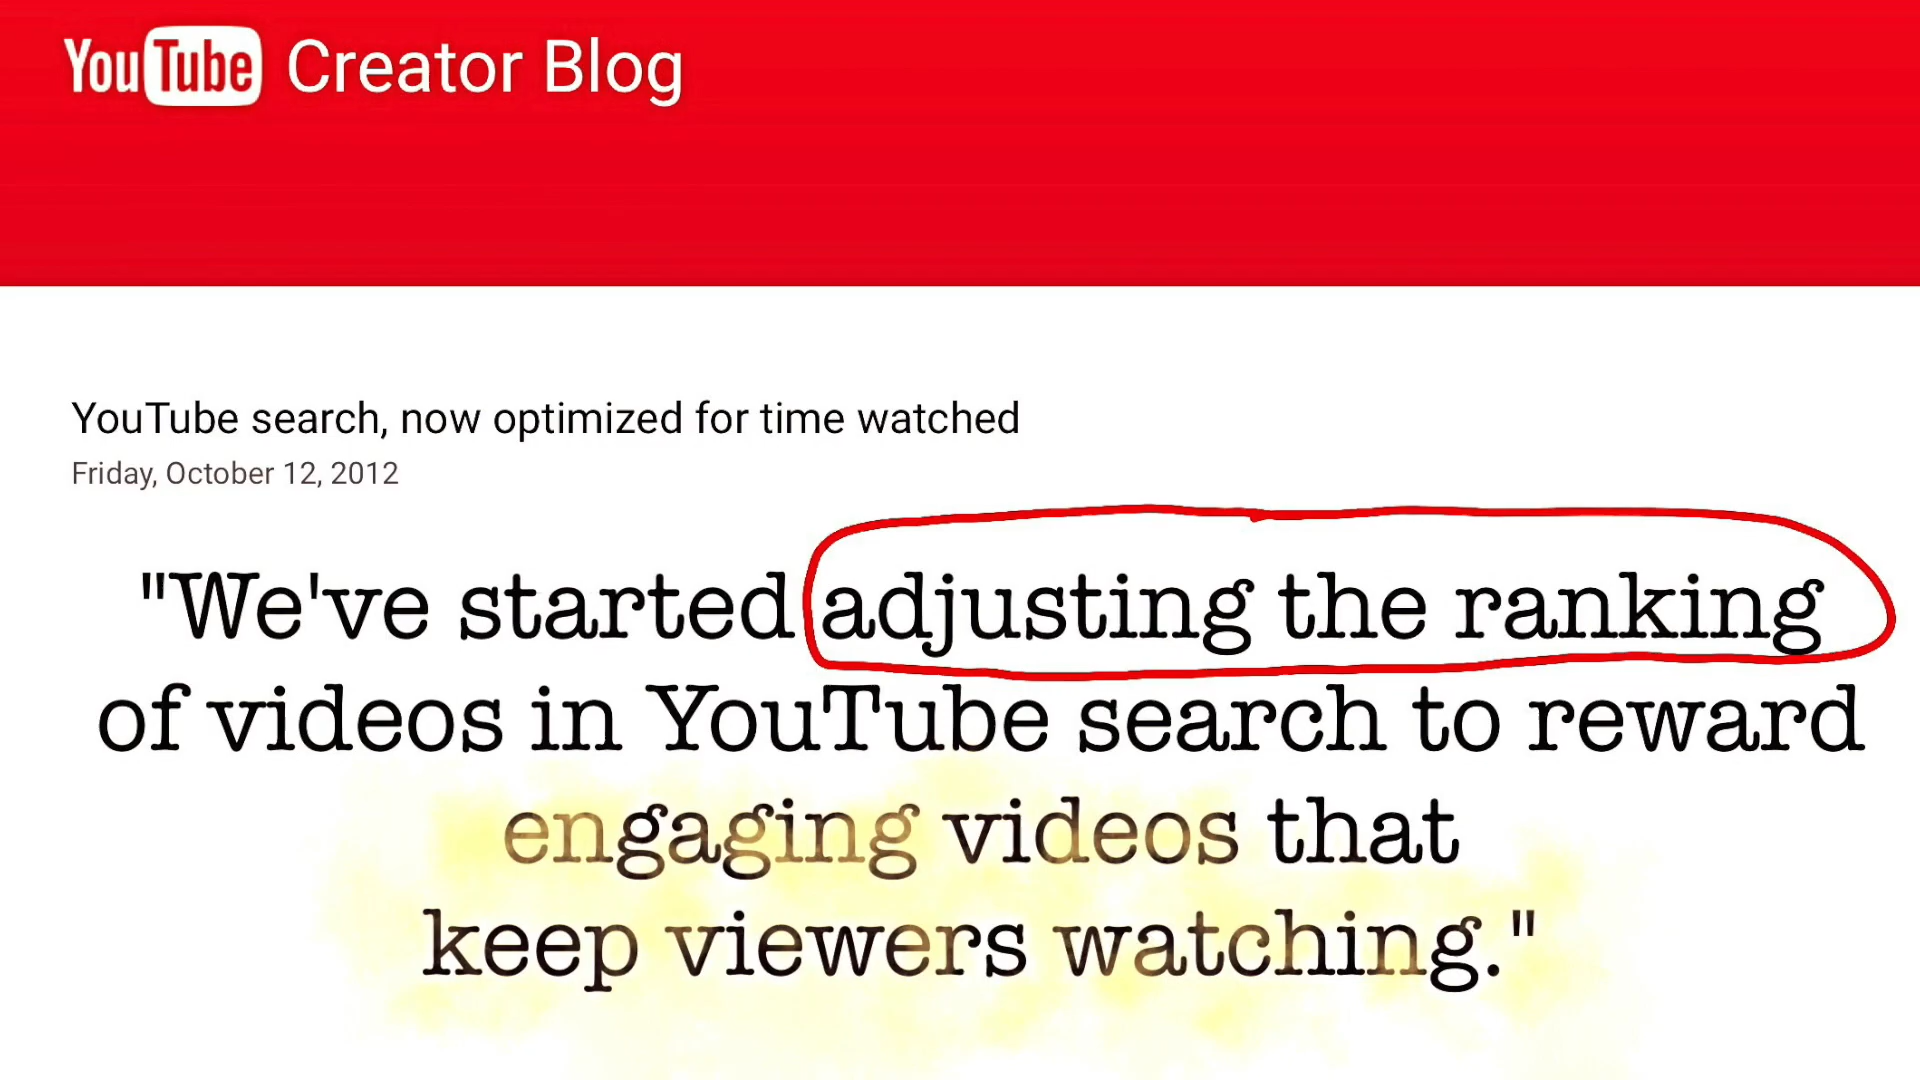 YouTube Creator Blog
YouTube search, now optimized for time watched
Friday, October 12, 2012
"We've started adjusting the ranking
of videos in YouTube search to reward
engaging videos that
keep viewers watching."